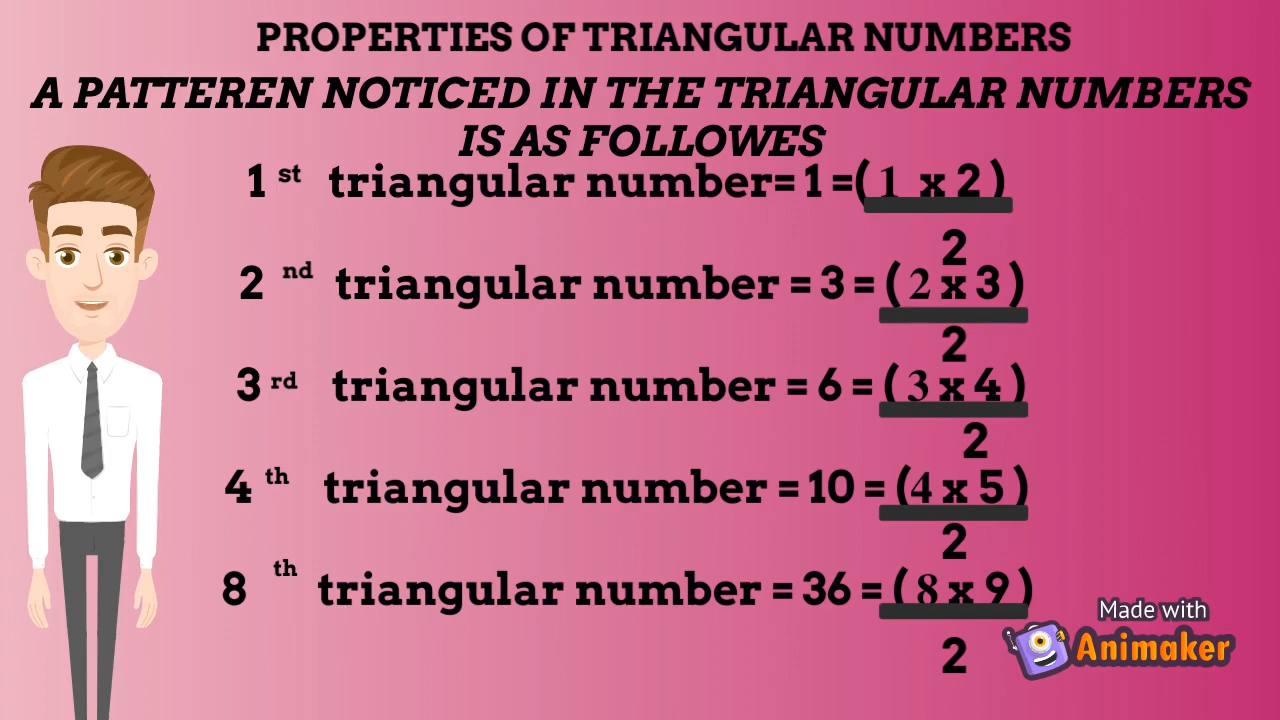 PROPERTIES OF TRIANGULAR NUMBERS
A PATTEREN NOTICED IN THE TRIANGULAR NUMBERS
IS AS FOLLOWES
1 st triangular number= 1 =( 1 x 2 )
2
2 nd triangular number = 3 = ( 2 x 3 )
2
3 rd triangular number = 6 = ( 3 x 4 )
2
4 th triangular number = 10 = (4 x 5 )
2
8 th triangular number = 36 = ( 8 x 9 )
2
Made with
Animaker